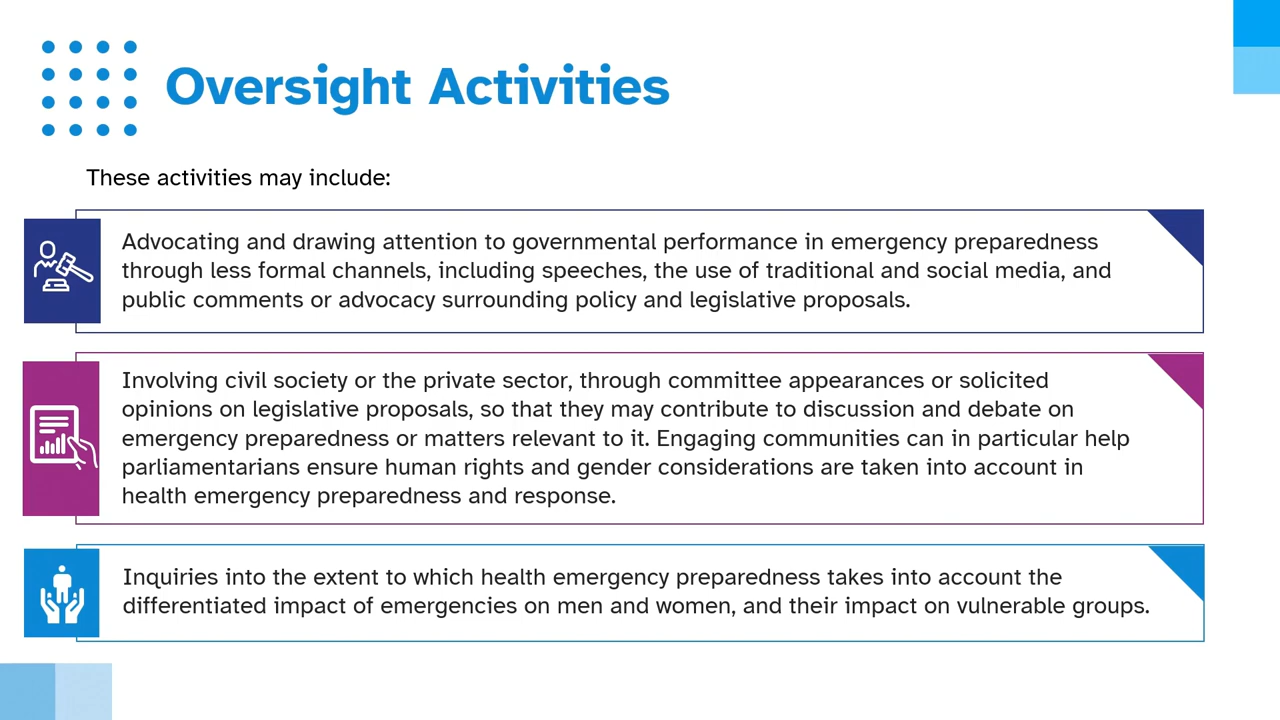 Oversight Activities
These activities may include:
Advocating and drawing attention to governmental performance in emergency preparedness
through less formal channels, including speeches, the use of traditional and social media, and
public comments or advocacy surrounding policy and legislative proposals.
Involving civil society or the private sector, through committee appearances or solicited
opinions on legislative proposals, so that they may contribute to discussion and debate on
emergency preparedness or matters relevant to it. Engaging communities can in particular help
parliamentarians ensure human rights and gender considerations are taken into account in
health emergency preparedness and response.
Inquiries into the extent to which health emergency preparedness takes into account the
differentiated impact of emergencies on men and women, and their impact on vulnerable groups.